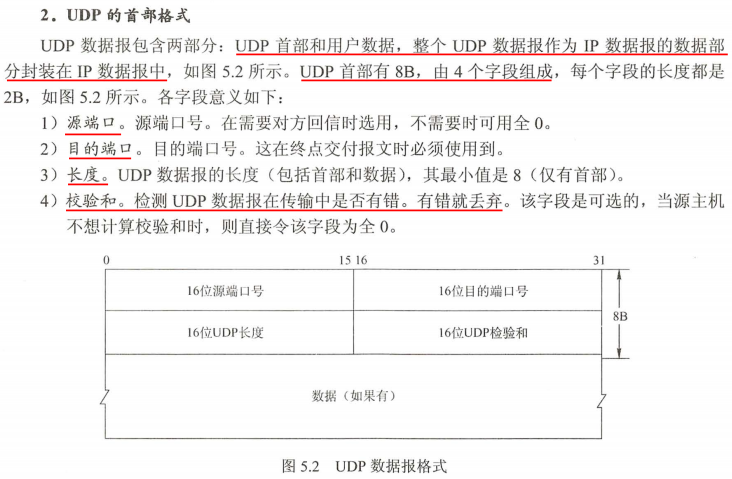 2．UDP 的首部格式
UDP 数据报包含两部分：UDP 首部和用户数据，整个 UDP 数据报作为 IP 数据报的数据部
分封装在 IP 数据报中，如图 5.2 所示。UDP 首部有 8B，由 4 个字段组成，每个字段的长度都是
2B，如图 5.2 所示。各字段意义如下：
1）源端口。源端口号。在需要对方回信时选用，不需要时可用全 0。
2）目的端口。目的端口号。这在终点交付报文时必须使用到。
3）长度。UDP 数据报的长度（包括首部和数据），其最小值是 8（仅有首部）。
4）校验和。检测 UDP 数据报在传输中是否有错。有错就丢弃。该字段是可选的，当源主机
不想计算校验和时，则直接令该字段为全 0。
0 15 16 31
16位源端口号 16位目的端口号
8B
16位UDP长度 16位UDP检验和
数据（如果有）
图 5.2 UDP 数据报格式